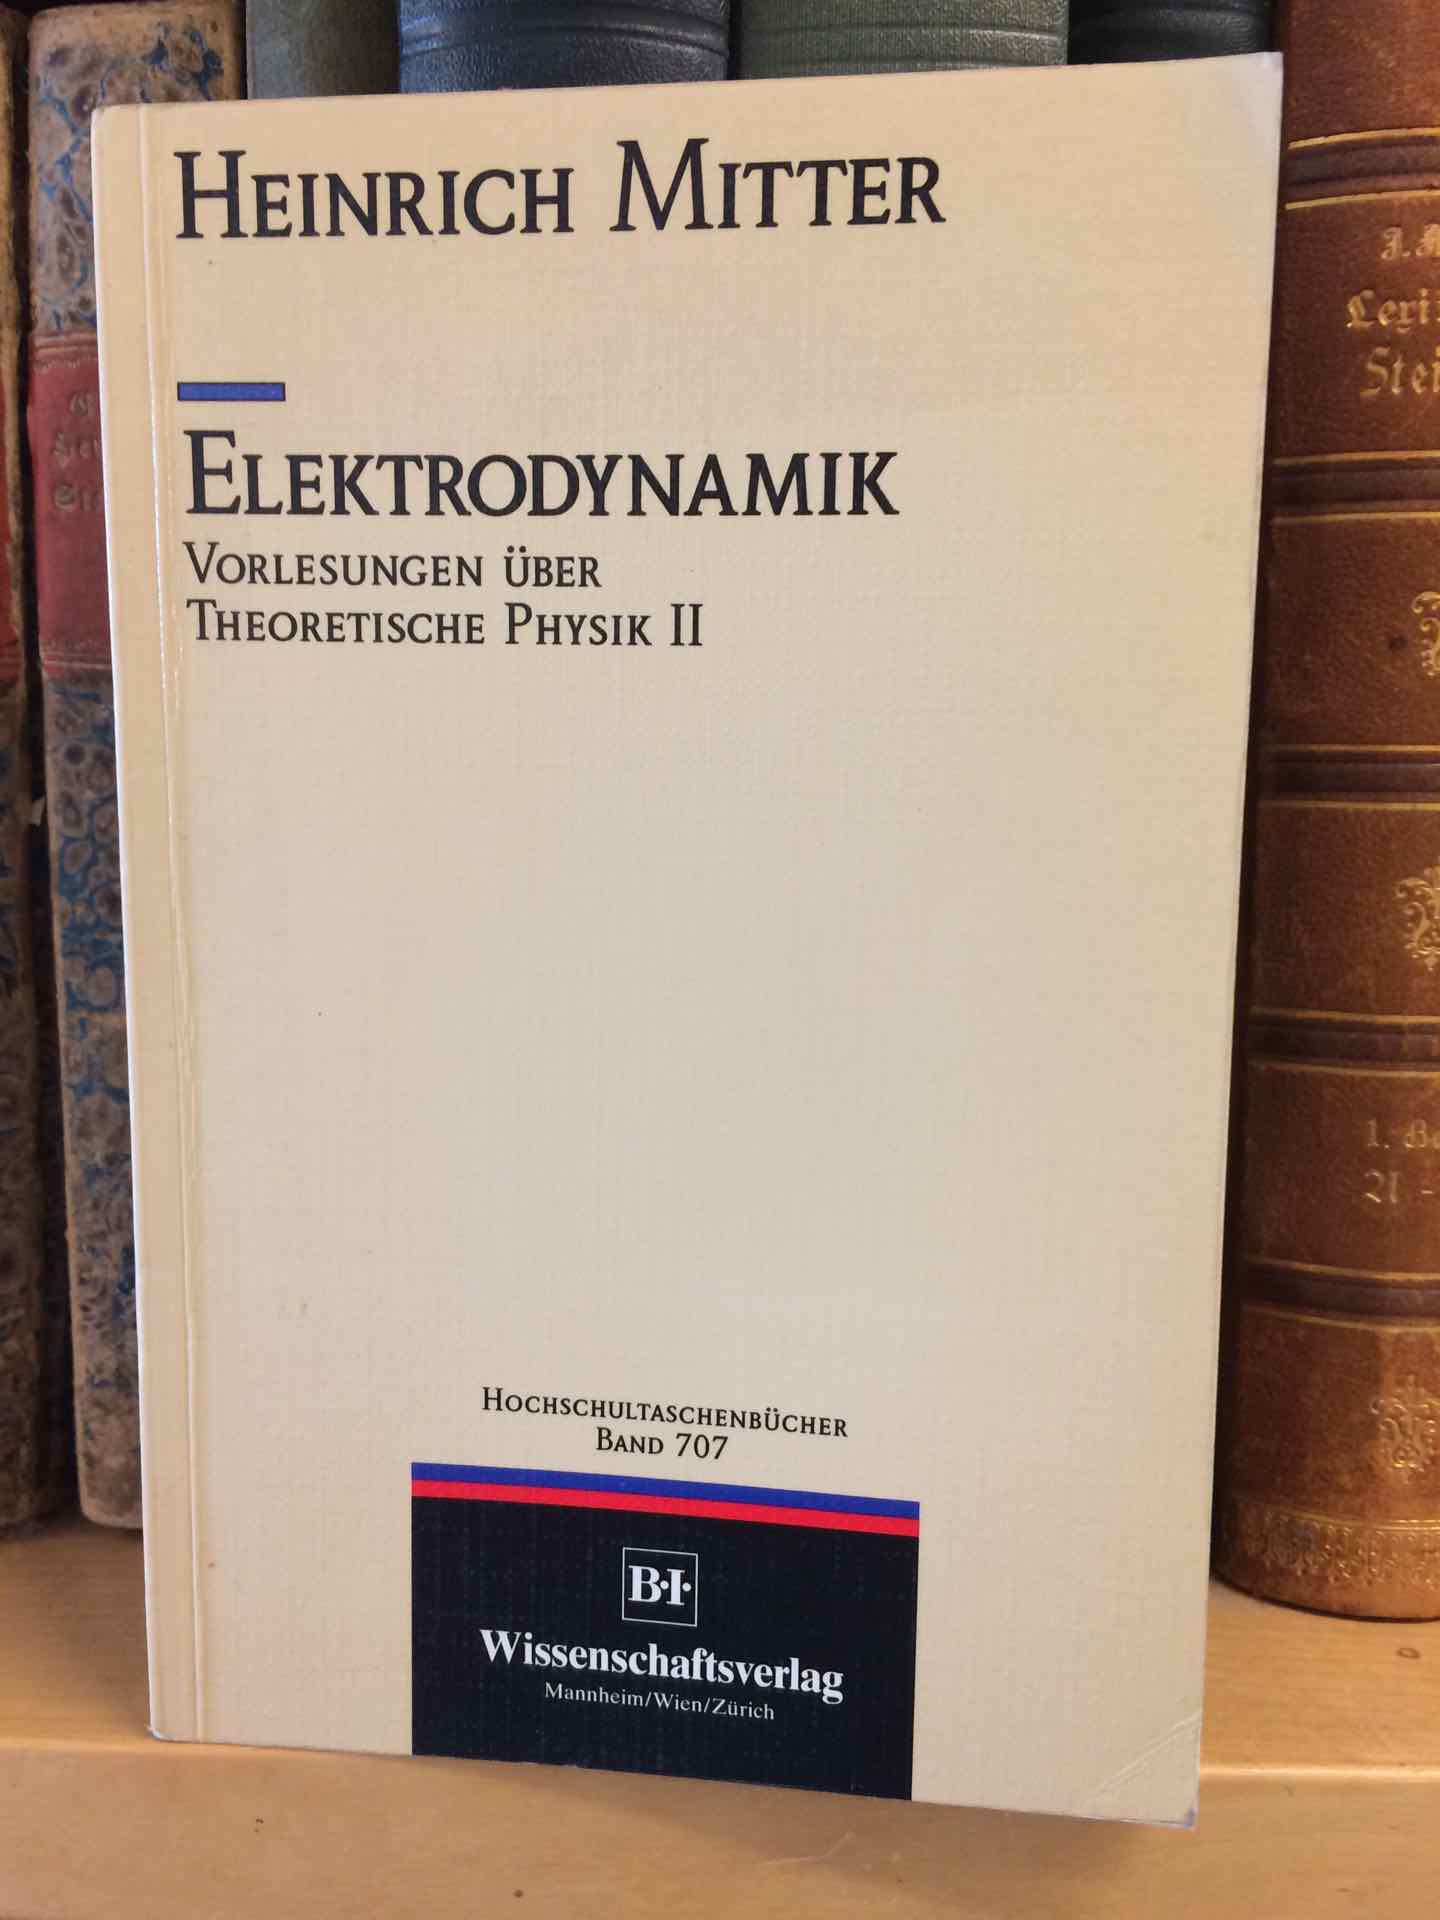 HEINRICH MITTER
ELEKTRODYNAMIK
VORLESUNGEN ÜBER
THEORETISCHE PHYSIK II
HOCHSCHULTASCHENBÜCHER
BAND 707
B·I·
Wissenschaftsverlag
Mannheim/Wien/Zürich